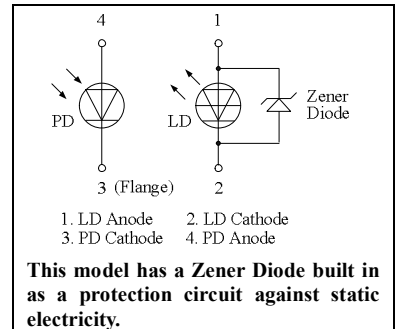 4 1
PD LD Zener
Diode
3 (Flange) 2
1. LD Anode 2. LD Cathode
3. PD Cathode 4. PD Anode
This model has a Zener Diode built in
as a protection circuit against static
electricity.